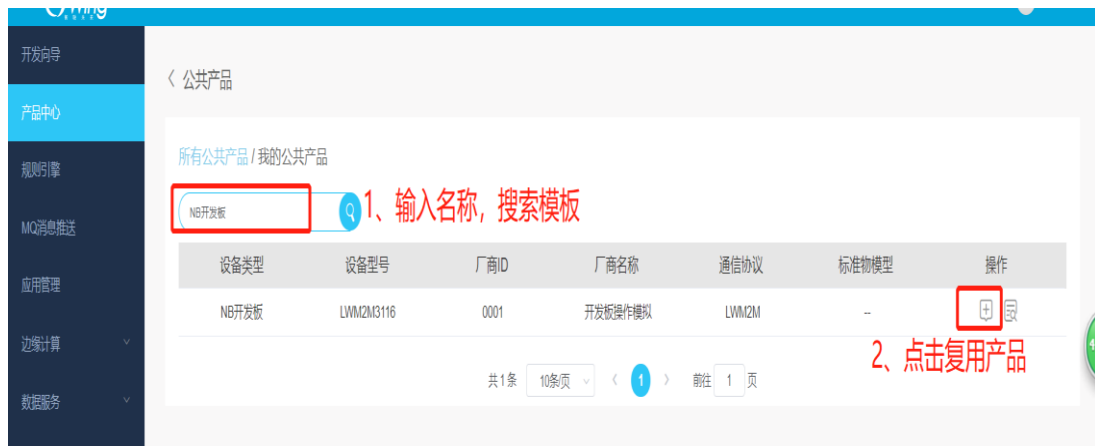 Wing
开发向导
〈 公共产品
产品中心
所有公共产品 / 我的公共产品
规则引擎
NB开发板
1、输入名称，搜索模板
MQ消息推送
设备类型 设备型号 厂商ID 厂商名称 通信协议 标准物模型 操作
应用管理
NB开发板 LWM2M3116 0001 开发板操作模拟 LWM2M --
边缘计算
2、点击复用产品
共1条 10条/页 〈 1 〉 前往 1 页
数据服务